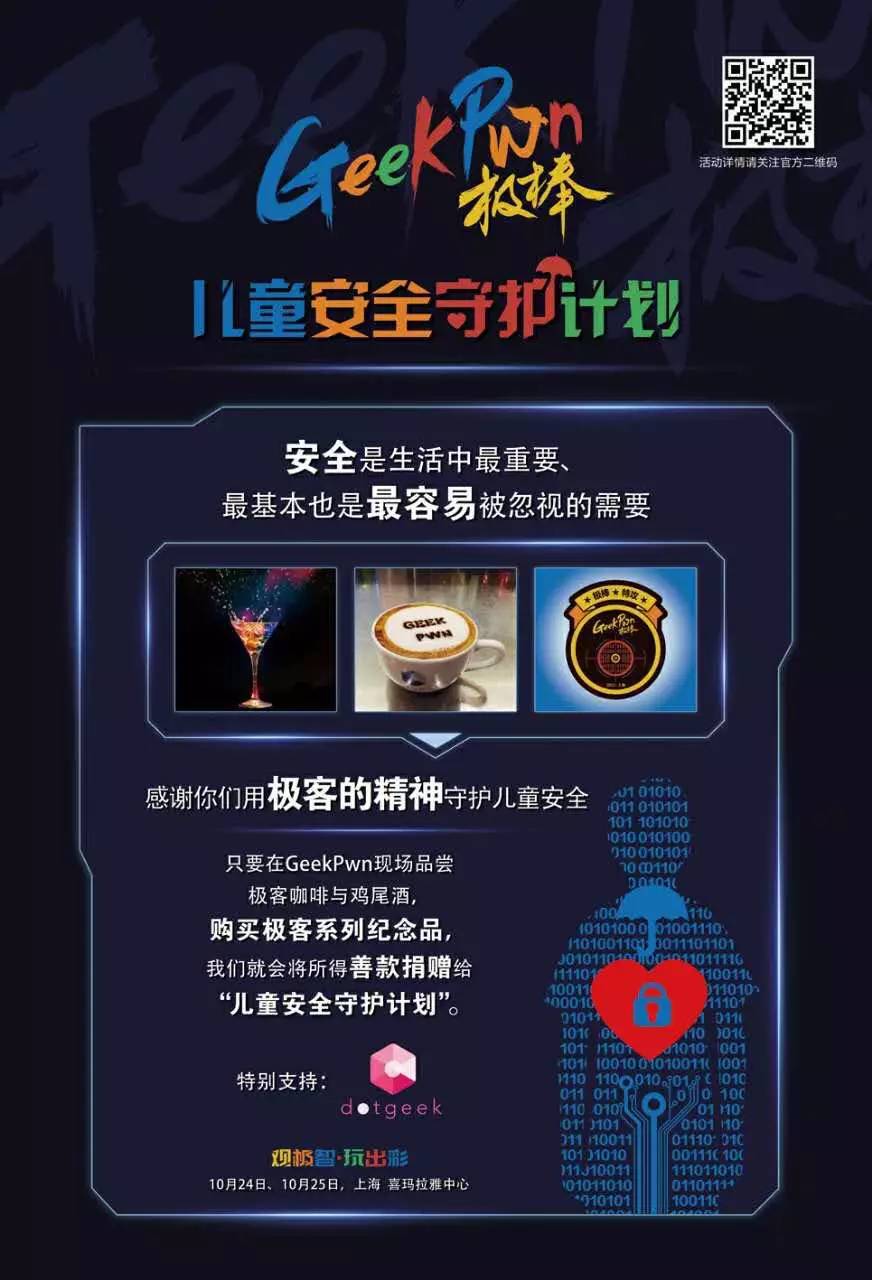 GeekPwn
极棒
活动详情请关注官方二维码
儿童安全守护计划
安全是生活中最重要、
最基本也是最容易被忽视的需要
GEEK
PWN
极棒★特攻
GeekPwn
极棒
感谢你们用极客的精神守护儿童安全
只要在GeekPwn现场品尝
极客咖啡与鸡尾酒，
购买极客系列纪念品，
我们就会将所得善款捐赠给
“儿童安全守护计划”。
特别支持：
dotgeek
观极智·玩出彩
10月24日、10月25日，上海 喜玛拉雅中心